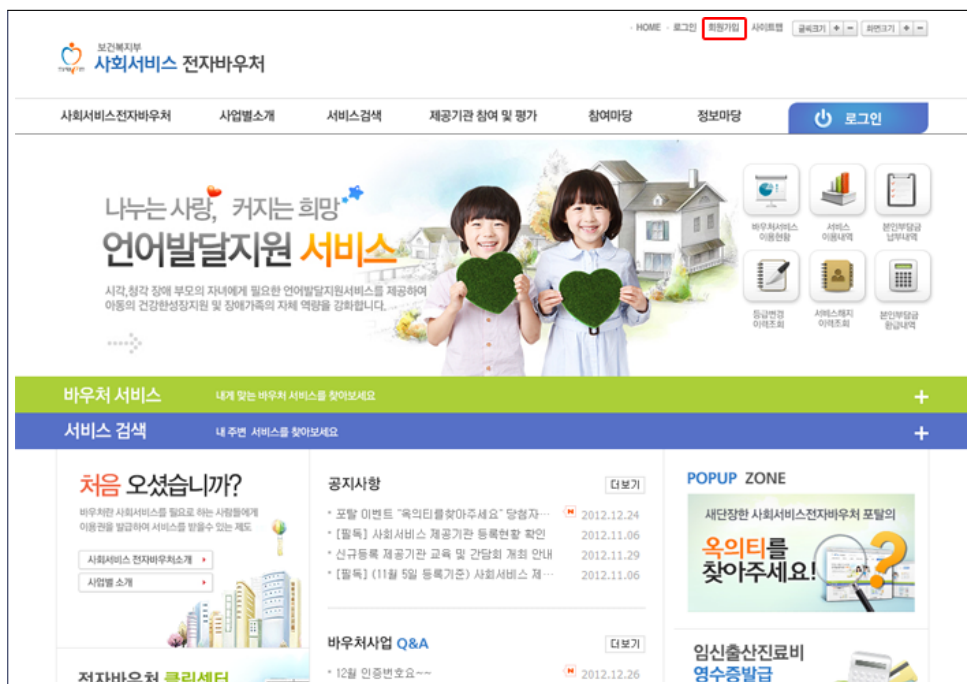 HOME · 로그인 회원가입 사이트맵 글씨크기 + - 화면크기 + -
보건복지부
사회서비스 전자바우처
사회서비스전자바우처 사업별소개 서비스검색 제공기관 참여 및 평가 참여마당 정보마당 로그인
나누는 사랑, 커지는 희망
언어발달지원 서비스
시각,청각 장애 부모의 자녀에게 필요한 언어발달지원서비스를 제공하여
아동의 건강한성장지원 및 장애가족의 자체 역량을 강화합니다.
바우처서비스
이용현황
서비스
이용내역
본인부담금
납부내역
등급변경
이력조회
서비스해지
이력조회
본인부담금
환급내역
바우처 서비스 내게 맞는 바우처 서비스를 찾아보세요 +
서비스 검색 내 주변 서비스를 찾아보세요 +
처음 오셨습니까?
바우처란 사회서비스를 필요로 하는 사람들에게
이용권을 발급하여 서비스를 받을수 있는 제도
사회서비스 전자바우처소개
사업별 소개
전자바우처 클린센터
공지사항 더보기
포탈 이벤트 "옥의티를찾아주세요" 당첨자… N 2012.12.24
[필독] 사회서비스 제공기관 등록현황 확인 2012.11.06
신규등록 제공기관 교육 및 간담회 개최 안내 2012.11.29
[필독] (11월 5일 등록기준) 사회서비스 제… 2012.11.06
바우처사업 Q&A 더보기
12월 인증번호요~~ N 2012.12.26
POPUP ZONE
새단장한 사회서비스전자바우처 포탈의
옥의티를
찾아주세요!
임신출산진료비
영수증발급